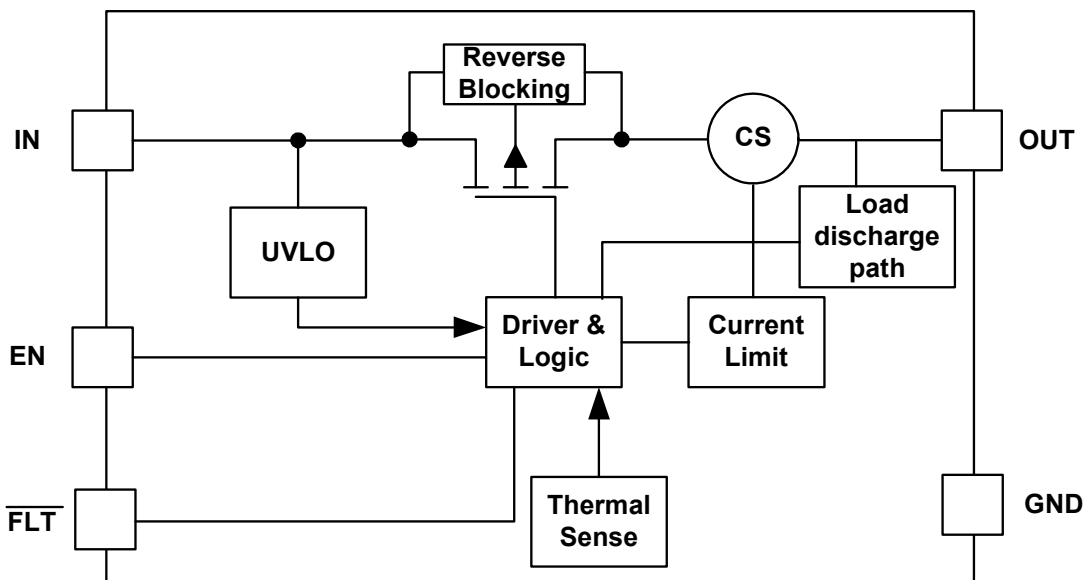 Reverse
Blocking
IN
CS
OUT
UVLO
Load
discharge
path
EN
Driver &
Logic
Current
Limit
FLT
Thermal
Sense
GND